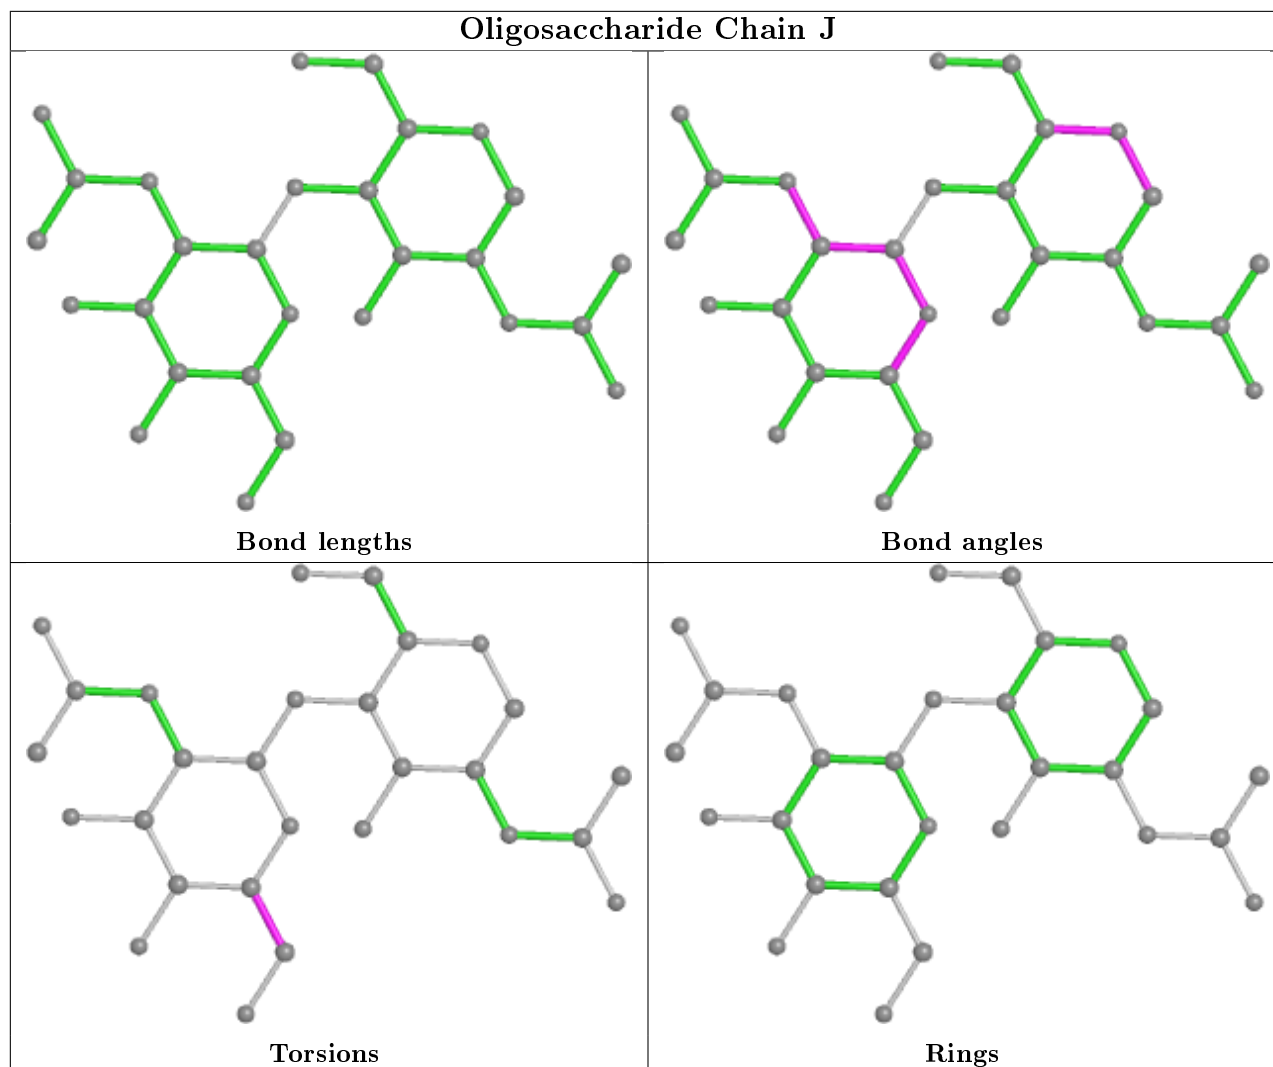 Oligosaccharide Chain J
Bond lengths
Bond angles
Torsions
Rings